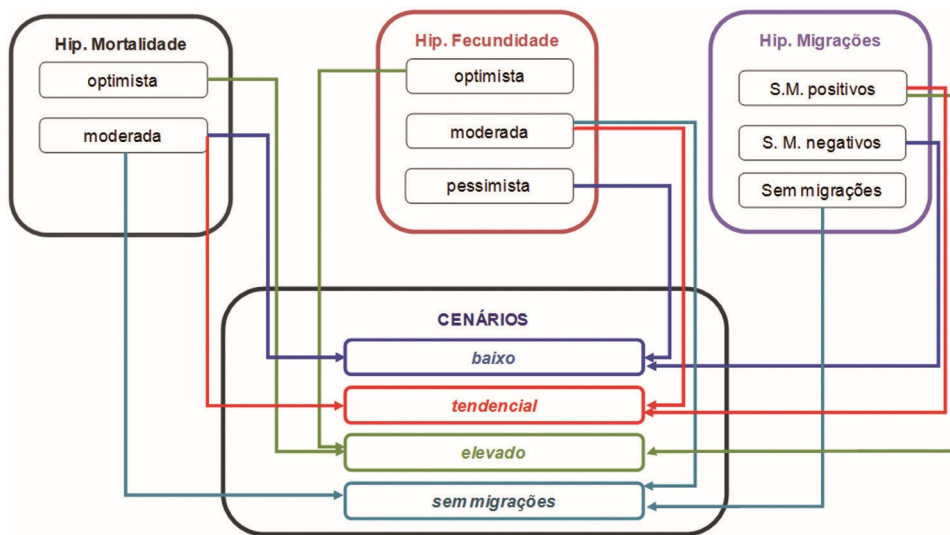 Hip. Mortalidade
optimista
moderada
Hip. Fecundidade
optimista
moderada
pessimista
Hip. Migrações
S.M. positivos
S. M. negativos
Sem migrações
CENÁRIOS
baixo
tendencial
elevado
sem migrações